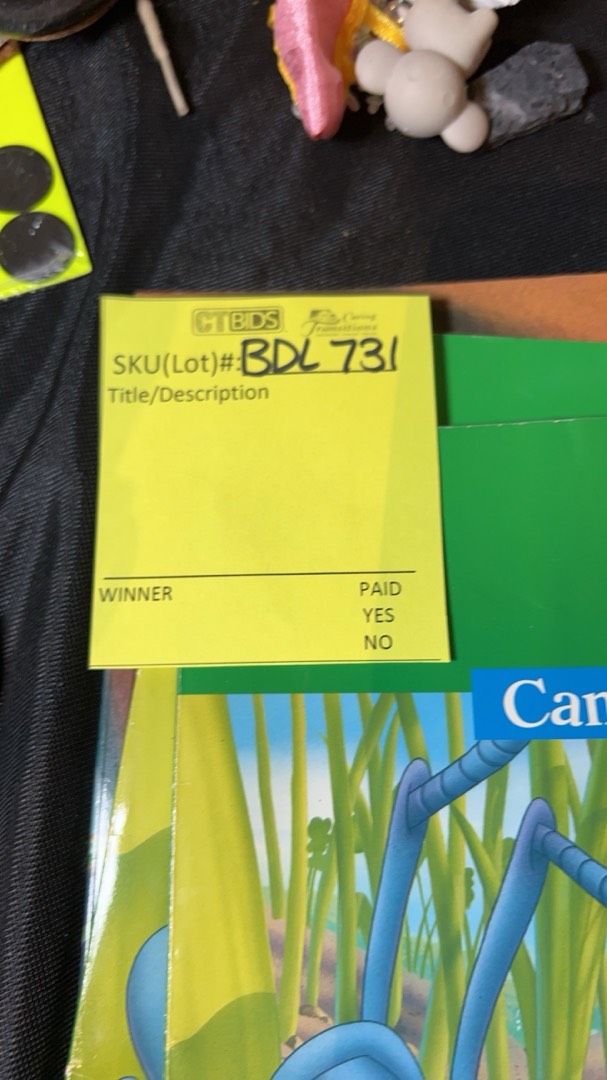 CTBIDS Caring Transitions
SKU(Lot)#: BDL 731
Title/Description
WINNER PAID
YES
NO
Can